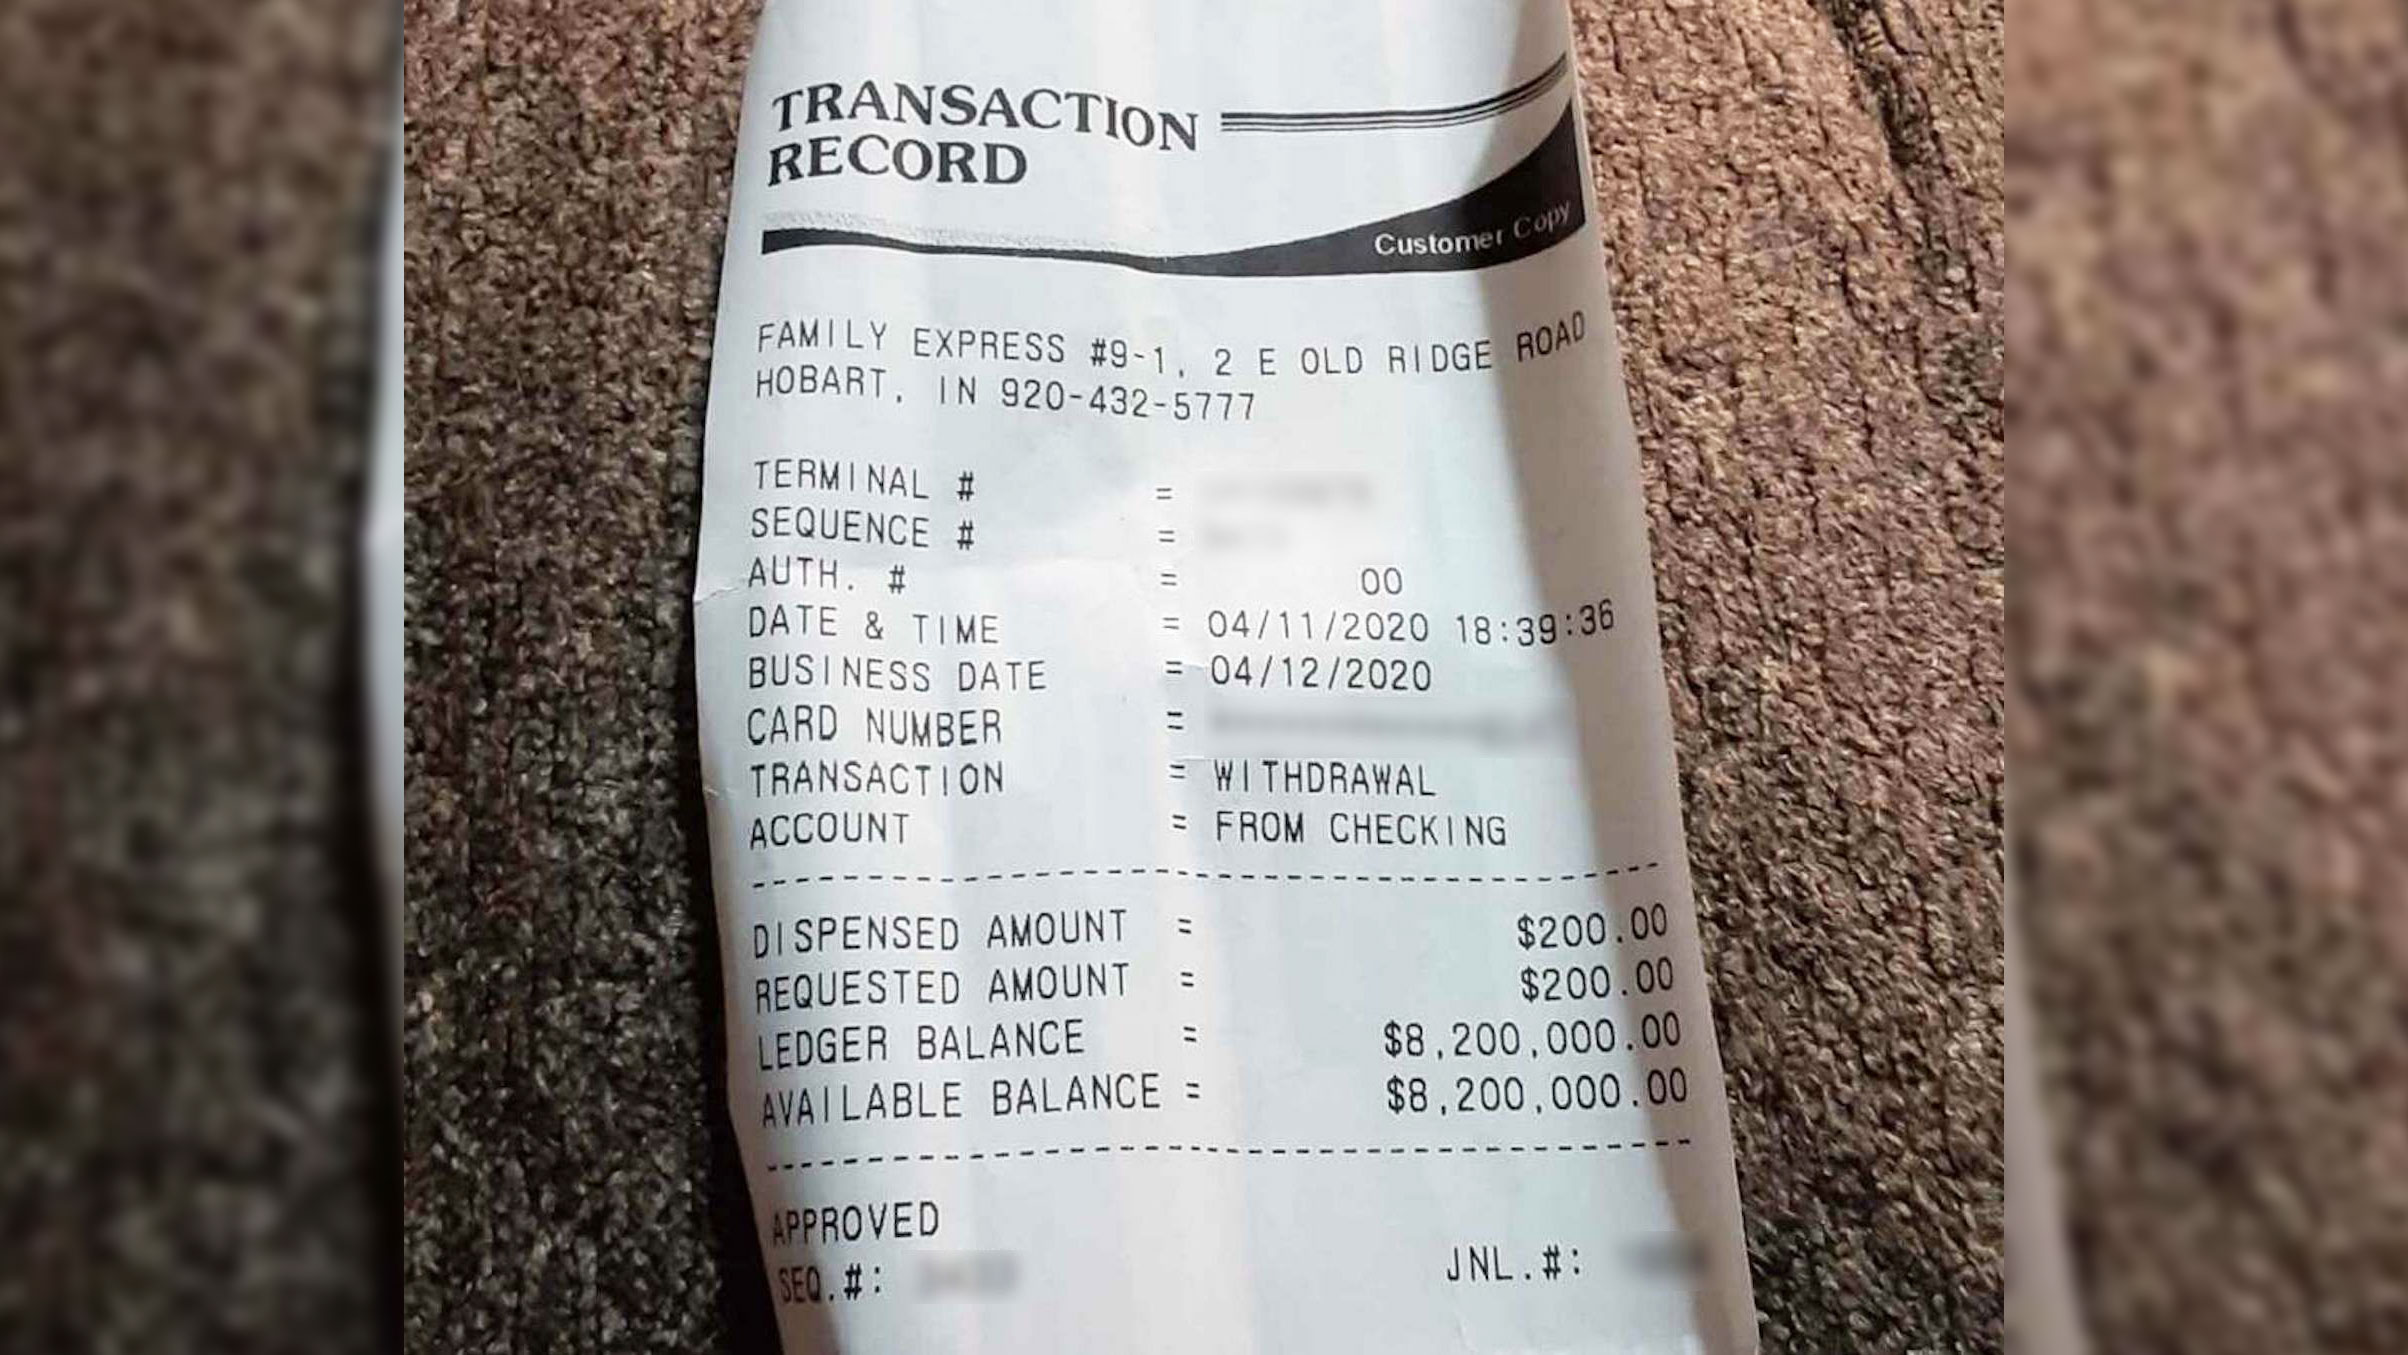 TRANSACTION
RECORD
Customer Copy
FAMILY EXPRESS #9-1, 2 E OLD RIDGE ROAD
HOBART, IN 920-432-5777
TERMINAL # =
SEQUENCE # =
AUTH. # = 00
DATE & TIME = 04/11/2020 18:39:36
BUSINESS DATE = 04/12/2020
CARD NUMBER =
TRANSACTION = WITHDRAWAL
ACCOUNT = FROM CHECKING
DISPENSED AMOUNT = $200.00
REQUESTED AMOUNT = $200.00
LEDGER BALANCE = $8,200,000.00
AVAILABLE BALANCE = $8,200,000.00
APPROVED
SEQ.#: JNL.#: